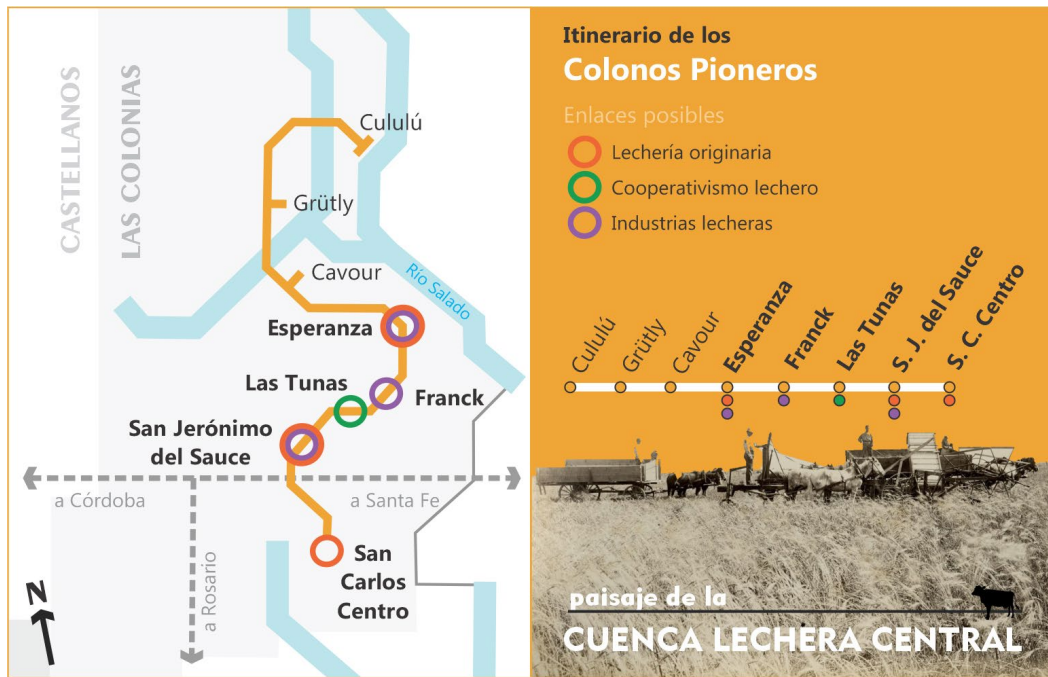 CASTELLANOS
LAS COLONIAS
Cululú
Grütly
Cavour
Río Salado
Esperanza
Las Tunas
Franck
San Jerónimo
del Sauce
a Córdoba
a Santa Fe
a Rosario
San
Carlos
Centro
N
Itinerario de los
Colonos Pioneros
Enlaces posibles
Lechería originaria
Cooperativismo lechero
Industrias lecheras
Cululú
Grütly
Cavour
Esperanza
Franck
Las Tunas
S. J. del Sauce
S. C. Centro
paisaje de la
CUENCA LECHERA CENTRAL